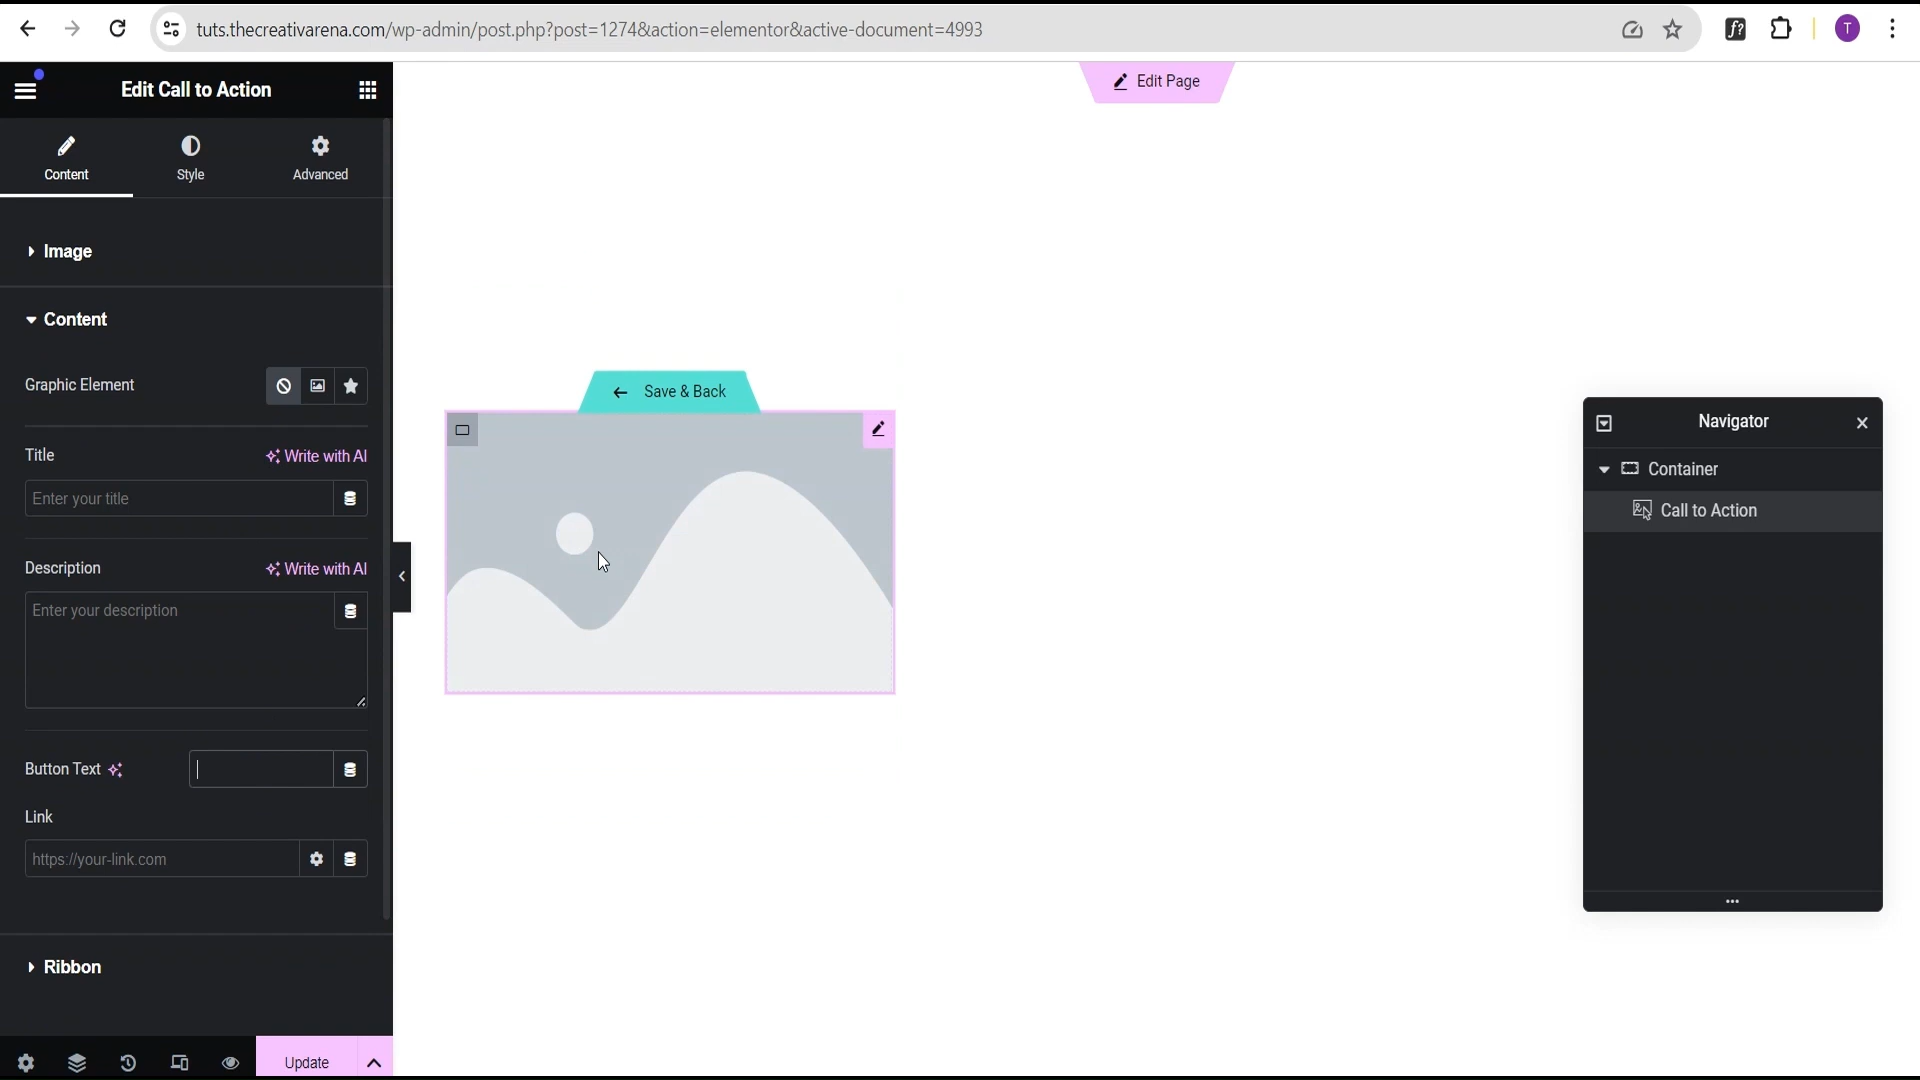 tuts.thecreativarena.com/wp-admin/post.php?post=1274&action=elementor&active-document=4993
f?
T
Edit Call to Action
Content
Style
Advanced
Image
Content
Graphic Element
Title
Write with AI
Enter your title
Description
Write with AI
Enter your description
Button Text
Link
https://your-link.com
Ribbon
Update
Edit Page
Save & Back
Navigator
Container
Call to Action